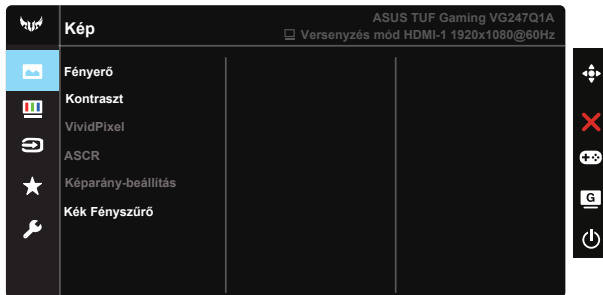 Kép
ASUS TUF Gaming VG247Q1A
Versenyzés mód HDMI-1 1920x1080@60Hz
Fényerő
Kontraszt
VividPixel
ASCR
Képarány-beállítás
Kék Fényszűrő
G